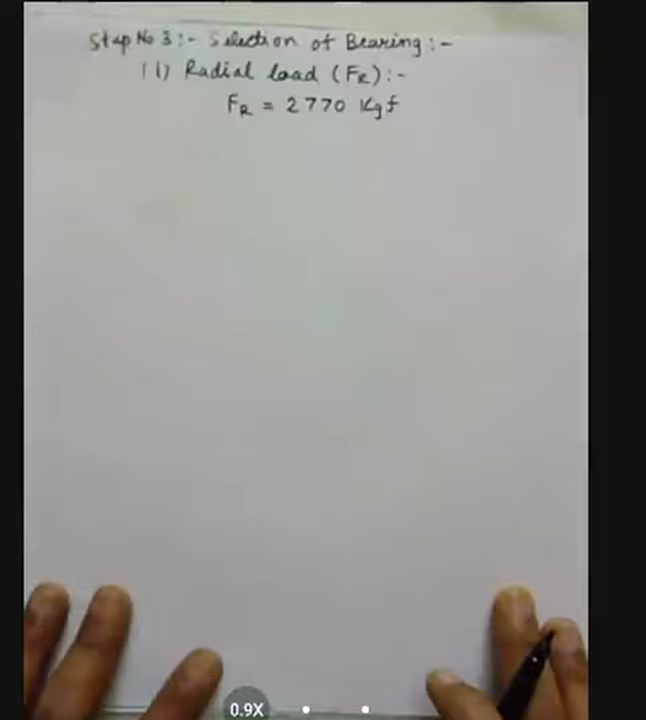 Step No 3:- Selection of Bearing:-
(1) Radial load (FR):-
FR = 2770 Kgf
0.9X